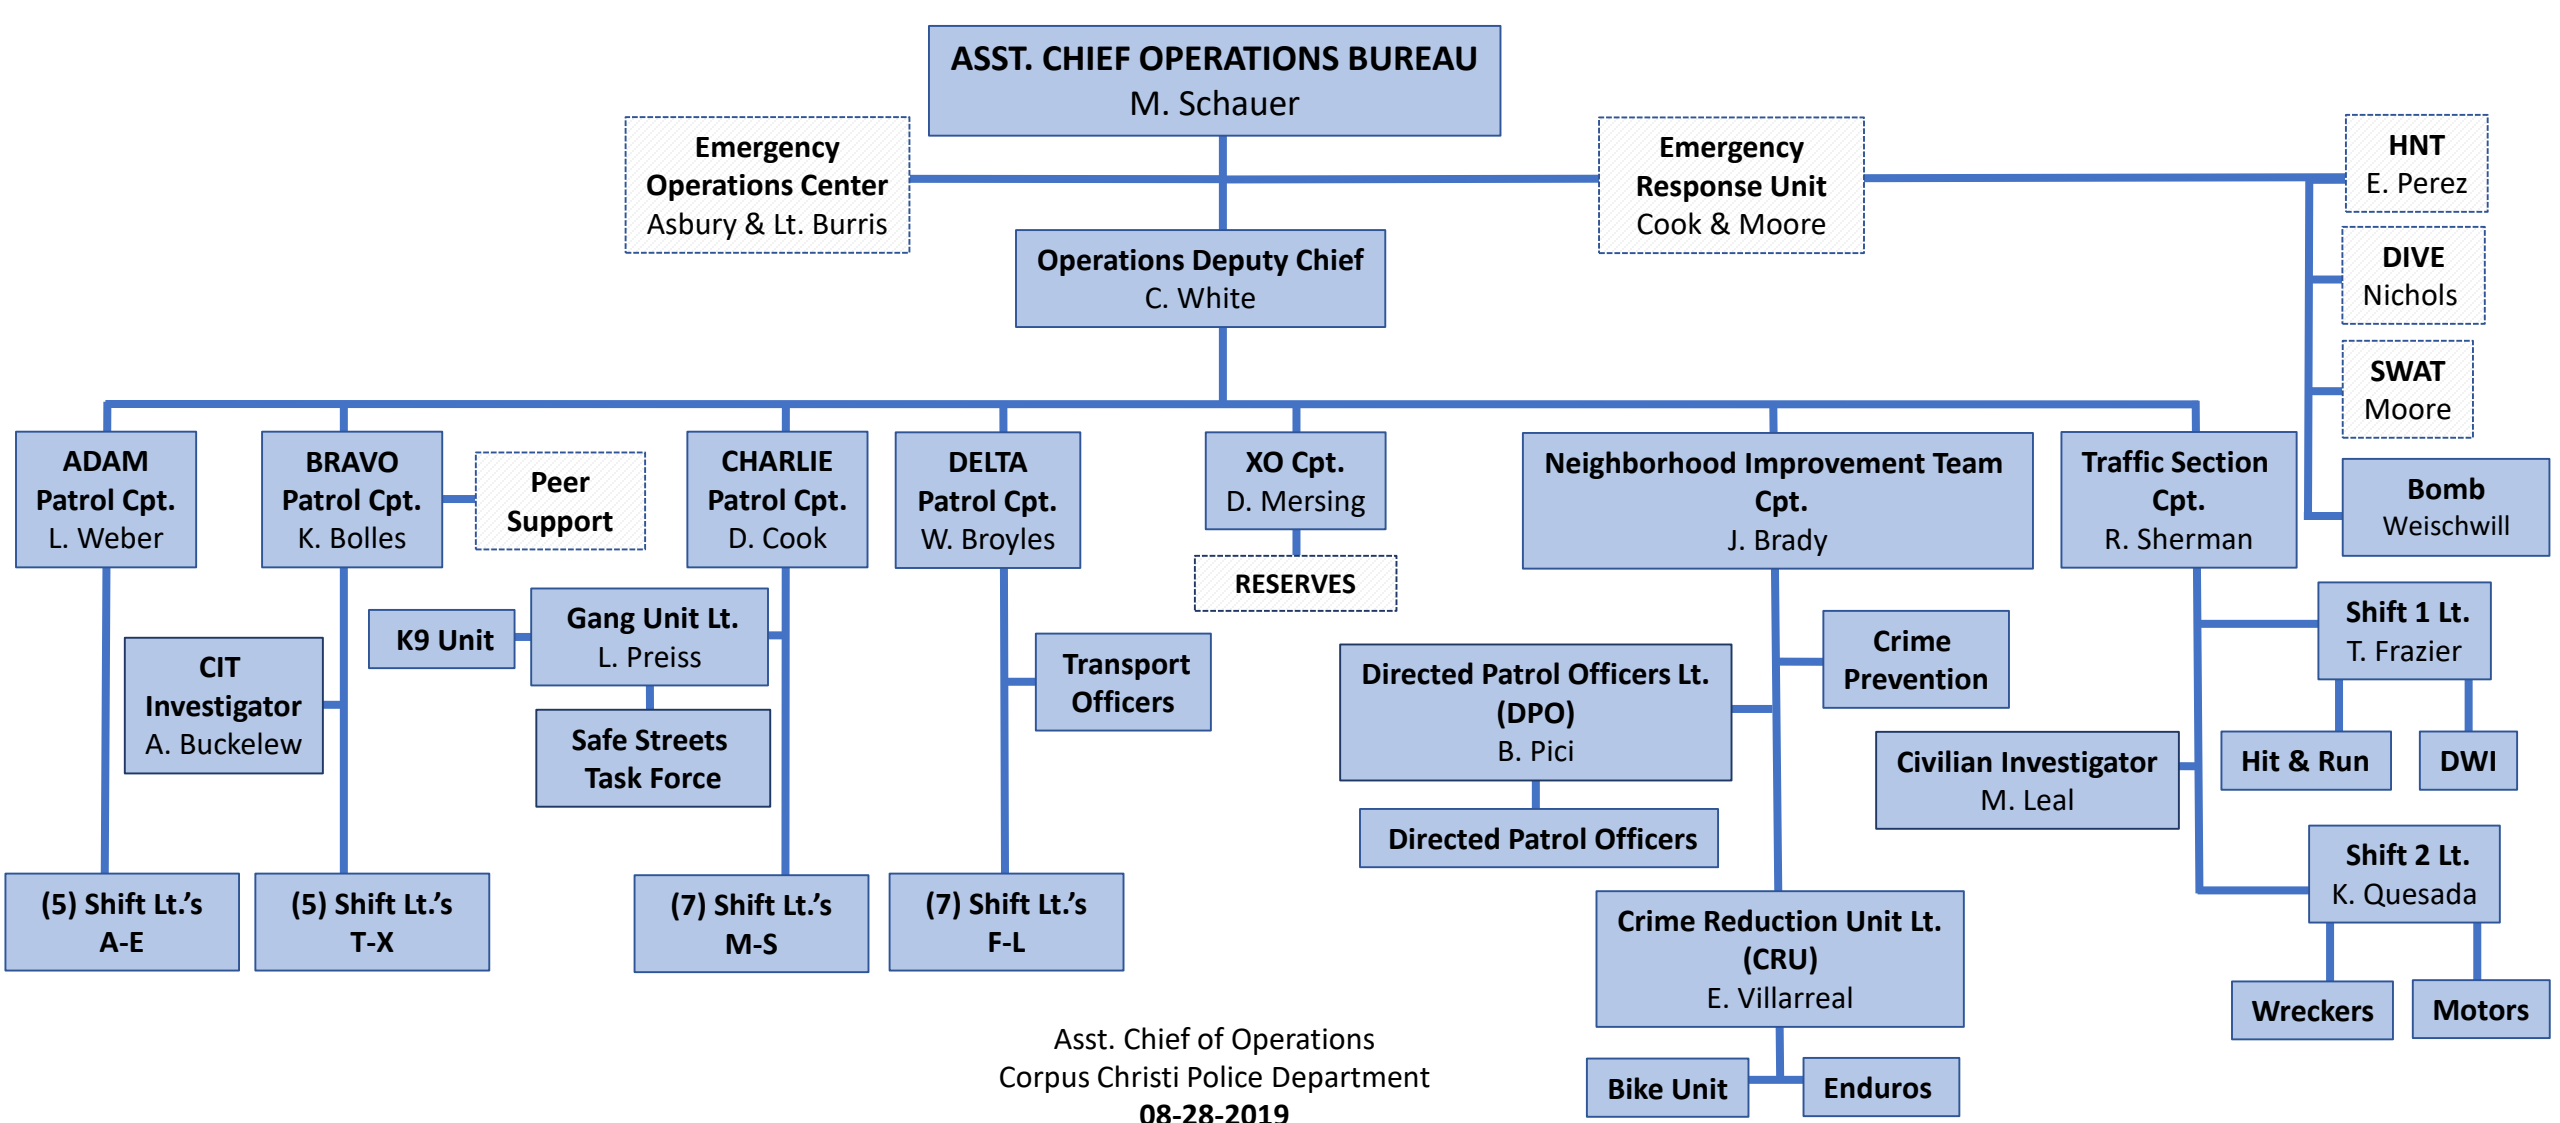 ASST. CHIEF OPERATIONS BUREAU
M. Schauer
Emergency
Operations Center
Asbury & Lt. Burris
Emergency
Response Unit
Cook & Moore
HNT
E. Perez
DIVE
Nichols
SWAT
Moore
Bomb
Weischwill
Operations Deputy Chief
C. White
ADAM
Patrol Cpt.
L. Weber
BRAVO
Patrol Cpt.
K. Bolles
Peer
Support
CHARLIE
Patrol Cpt.
D. Cook
DELTA
Patrol Cpt.
W. Broyles
XO Cpt.
D. Mersing
RESERVES
Neighborhood Improvement Team
Cpt.
J. Brady
Traffic Section
Cpt.
R. Sherman
CIT
Investigator
A. Buckelew
K9 Unit
Gang Unit Lt.
L. Preiss
Safe Streets
Task Force
Transport
Officers
Directed Patrol Officers Lt.
(DPO)
B. Pici
Directed Patrol Officers
Crime
Prevention
Civilian Investigator
M. Leal
Shift 1 Lt.
T. Frazier
Hit & Run
DWI
Shift 2 Lt.
K. Quesada
Wreckers
Motors
(5) Shift Lt.’s
A-E
(5) Shift Lt.’s
T-X
(7) Shift Lt.’s
M-S
(7) Shift Lt.’s
F-L
Crime Reduction Unit Lt.
(CRU)
E. Villarreal
Bike Unit
Enduros
Asst. Chief of Operations
Corpus Christi Police Department
08-28-2019